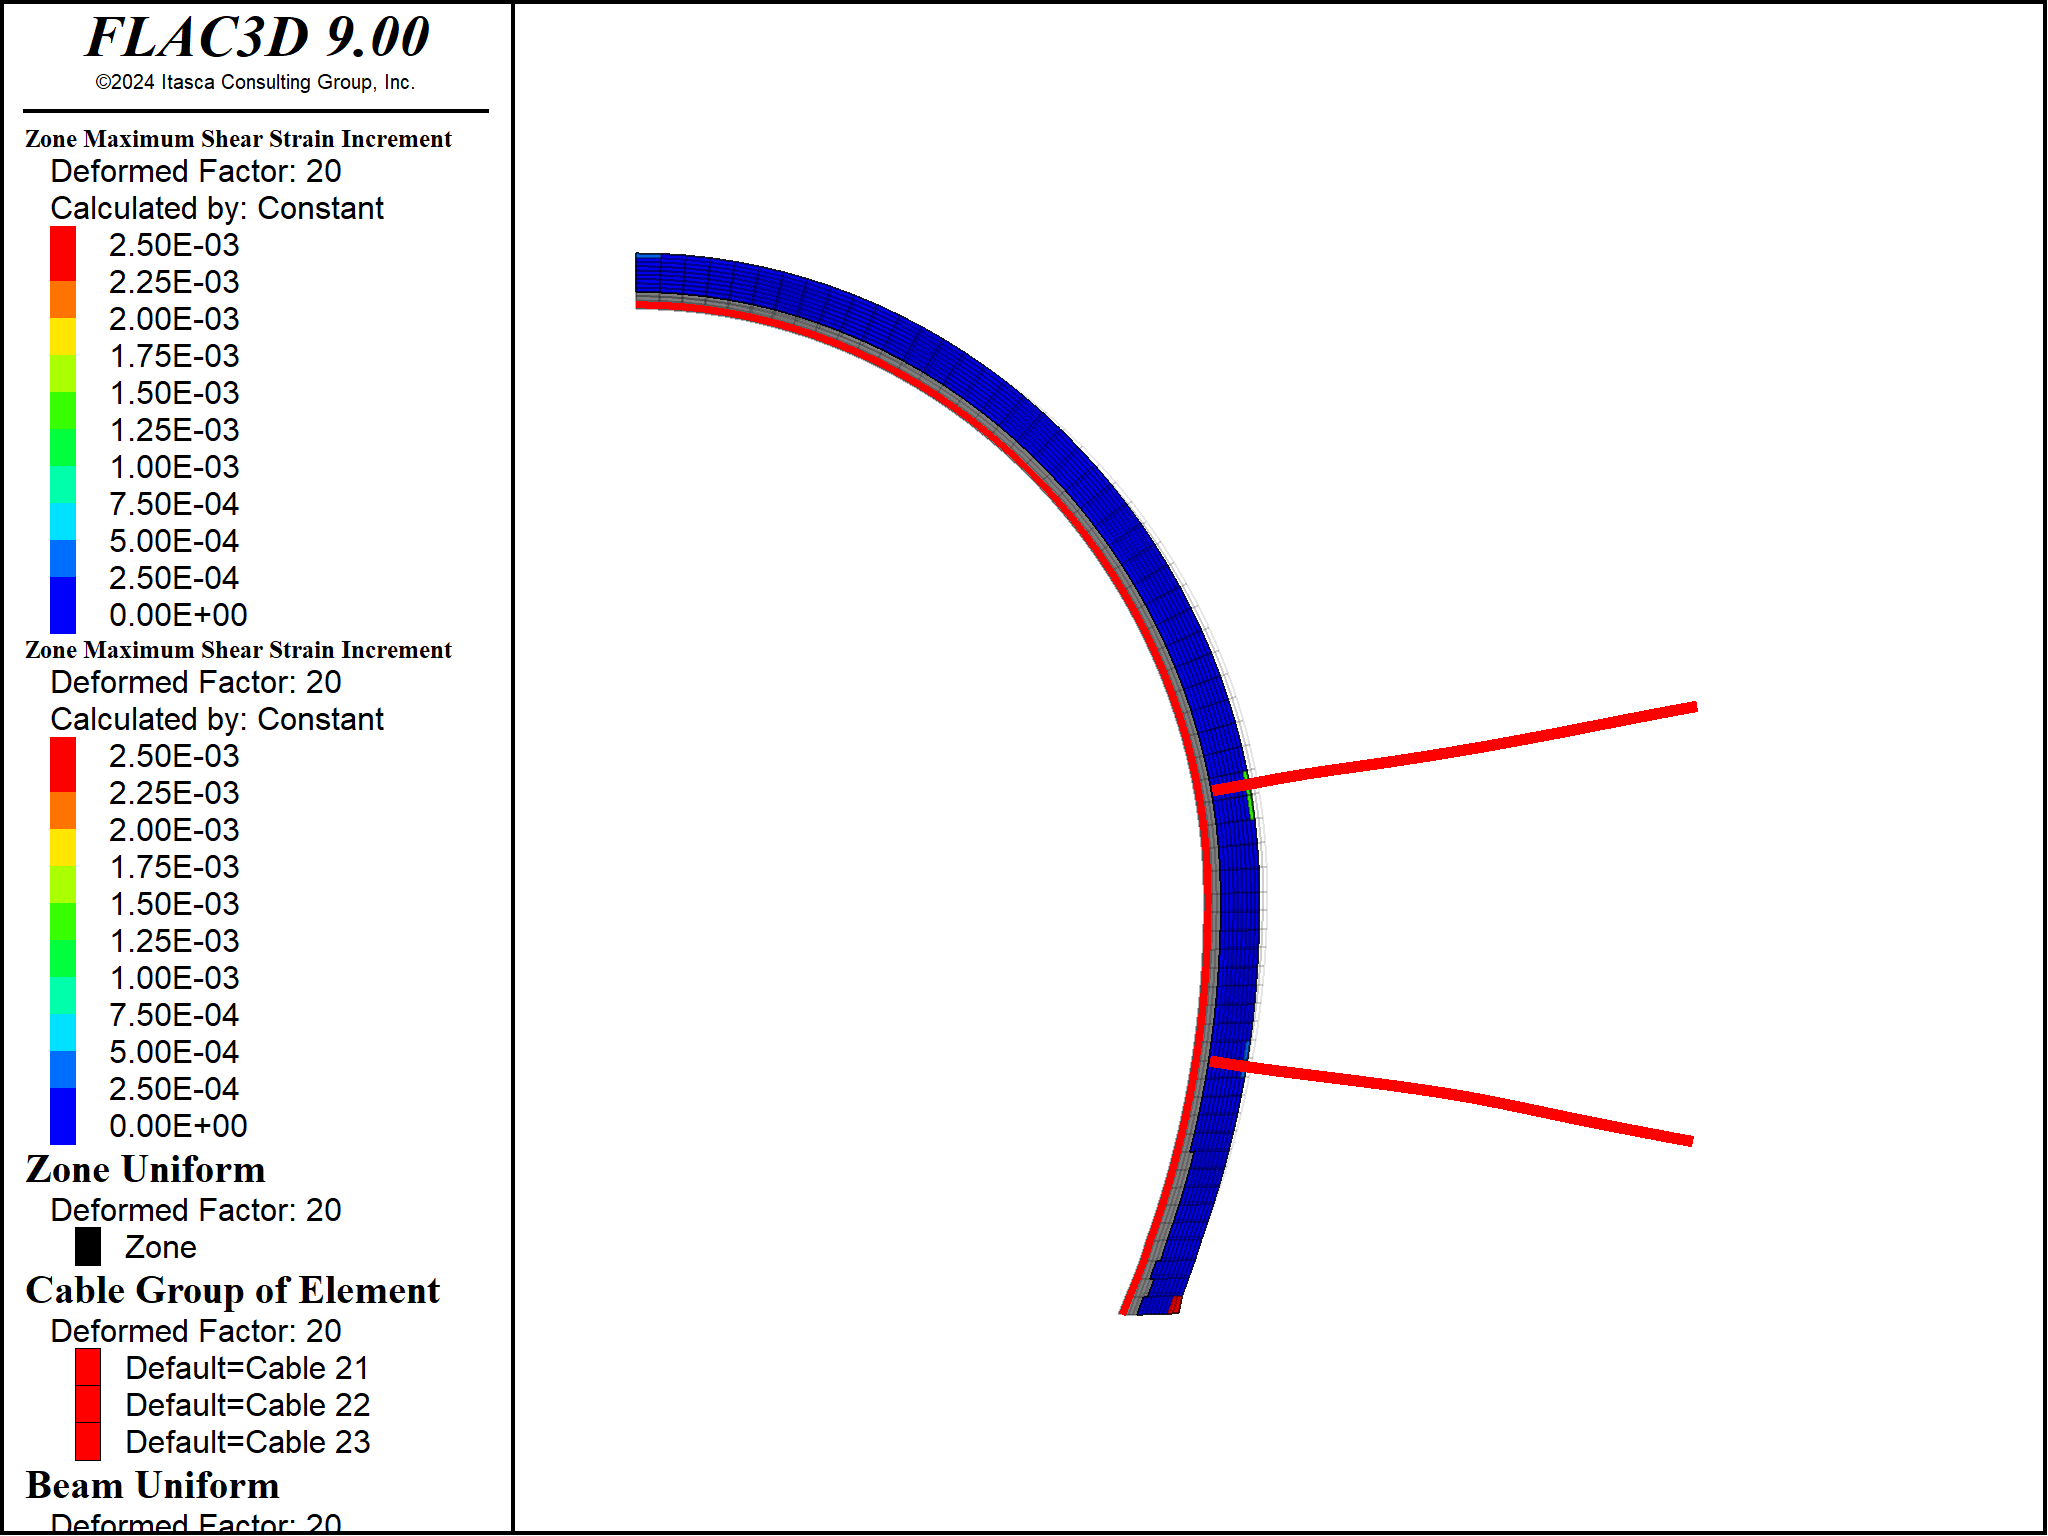 FLAC3D 9.00
©2024 Itasca Consulting Group, Inc.
Zone Maximum Shear Strain Increment
Deformed Factor: 20
Calculated by: Constant
2.50E-03
2.25E-03
2.00E-03
1.75E-03
1.50E-03
1.25E-03
1.00E-03
7.50E-04
5.00E-04
2.50E-04
0.00E+00
Zone Maximum Shear Strain Increment
Deformed Factor: 20
Calculated by: Constant
2.50E-03
2.25E-03
2.00E-03
1.75E-03
1.50E-03
1.25E-03
1.00E-03
7.50E-04
5.00E-04
2.50E-04
0.00E+00
Zone Uniform
Deformed Factor: 20
Zone
Cable Group of Element
Deformed Factor: 20
Default=Cable 21
Default=Cable 22
Default=Cable 23
Beam Uniform
Deformed Factor: 20